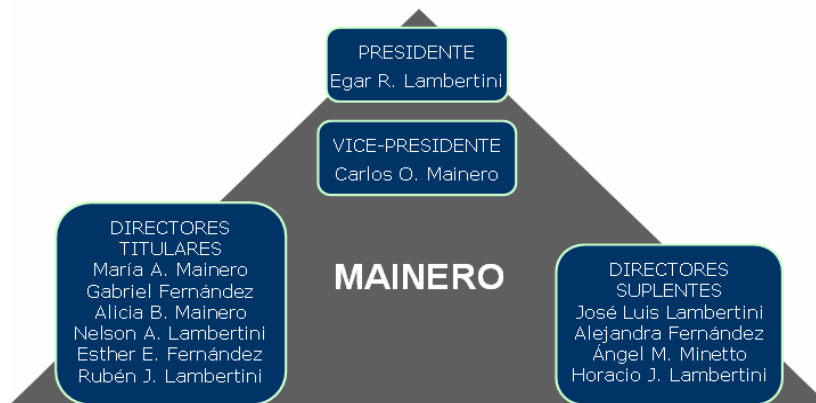 PRESIDENTE
Egar R. Lambertini
VICE-PRESIDENTE
Carlos O. Mainero
DIRECTORES
TITULARES
María A. Mainero
Gabriel Fernández
Alicia B. Mainero
Nelson A. Lambertini
Esther E. Fernández
Rubén J. Lambertini
MAINERO
DIRECTORES
SUPLENTES
José Luis Lambertini
Alejandra Fernández
Ángel M. Minetto
Horacio J. Lambertini